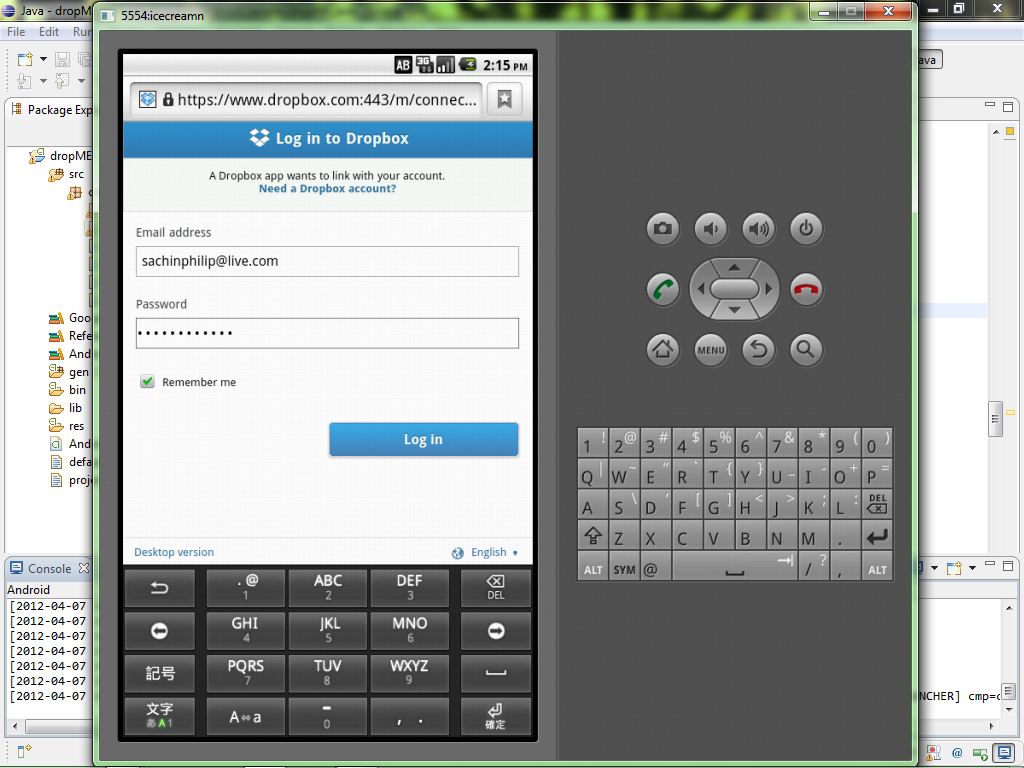 Java - dropM
5554:icecreamn
File Edit Run
Package Exp
dropME
src
Goo
Refe
And
gen
bin
lib
res
And
defa
proje
ava
AB 3G 2:15 PM
https://www.dropbox.com:443/m/connec...
Log in to Dropbox
A Dropbox app wants to link with your account.
Need a Dropbox account?
Email address
sachinphilip@live.com
Password
••••••••••••
Remember me
Log in
Desktop version English
. @ ABC DEF
1 2 3 DEL
GHI JKL MNO
4 5 6
記号 PQRS TUV WXYZ
7 8 9
文字 A⇔a - , .
あA1 0 確定
MENU
1 ! 2 @ 3 # 4 $ 5 % 6 ^ 7 & 8 * 9 ( 0 )
Q | W ~ E “ R ` T { Y } U _ I - O + P =
A S \ D ‘ F [ G ] H < J > K ; L : DEL
Z X C V B N M .
ALT SYM @ / ? , ALT
Console
Android
[2012-04-07
[2012-04-07
[2012-04-07
[2012-04-07
[2012-04-07
[2012-04-07
[2012-04-07 NCHER] cmp=c